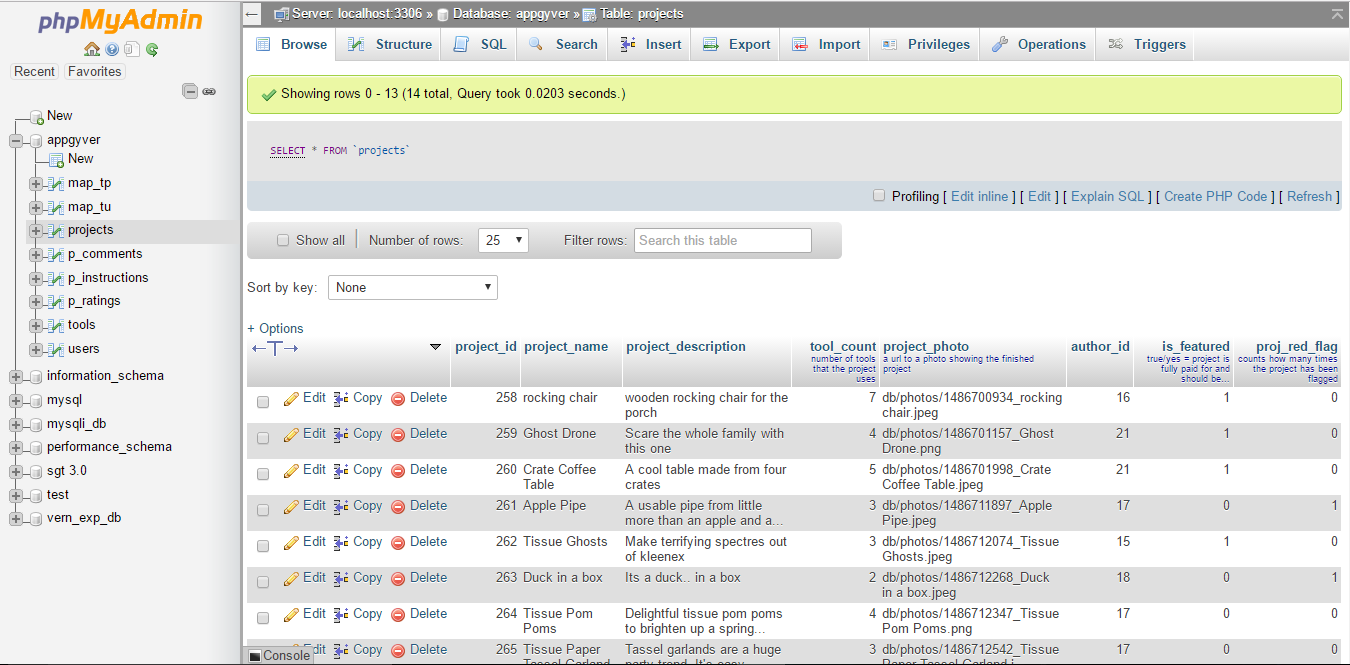 phpMyAdmin
Recent Favorites
New
appgyver
New
map_tp
map_tu
projects
p_comments
p_instructions
p_ratings
tools
users
information_schema
mysql
mysqli_db
performance_schema
sgt 3.0
test
vern_exp_db
Server: localhost:3306 » Database: appgyver » Table: projects
Browse Structure SQL Search Insert Export Import Privileges Operations Triggers
Showing rows 0 - 13 (14 total, Query took 0.0203 seconds.)
SELECT * FROM `projects`
Profiling [ Edit inline ] [ Edit ] [ Explain SQL ] [ Create PHP Code ] [ Refresh ]
Show all Number of rows: 25 Filter rows: Search this table
Sort by key: None
+ Options
project_id project_name project_description tool_count project_photo author_id is_featured proj_red_flag
number of tools a url to a photo showing the finished true/yes = project is counts how many times
that the project project fully paid for and the project has been
uses should be... flagged
Edit Copy Delete 258 rocking chair wooden rocking chair for the 7 db/photos/1486700934_rocking 16 1 0
porch chair.jpeg
Edit Copy Delete 259 Ghost Drone Scare the whole family with 4 db/photos/1486701157_Ghost 21 1 0
this one Drone.png
Edit Copy Delete 260 Crate Coffee A cool table made from four 5 db/photos/1486701998_Crate 21 1 0
Table crates Coffee Table.jpeg
Edit Copy Delete 261 Apple Pipe A usable pipe from little 3 db/photos/1486711897_Apple 17 0 1
more than an apple and a... Pipe.jpeg
Edit Copy Delete 262 Tissue Ghosts Make terrifying spectres out 3 db/photos/1486712074_Tissue 15 1 0
of kleenex Ghosts.jpeg
Edit Copy Delete 263 Duck in a box Its a duck.. in a box 2 db/photos/1486712268_Duck 18 0 1
in a box.jpeg
Edit Copy Delete 264 Tissue Pom Delightful tissue pom poms 4 db/photos/1486712347_Tissue 17 0 0
Poms to brighten up a spring... Pom Poms.png
Edit Copy Delete 265 Tissue Paper Tassel garlands are a huge 3 db/photos/1486712542_Tissue 17 0 0
Console Tassel Garland party trend. It's easy Paper Tassel Garland.j